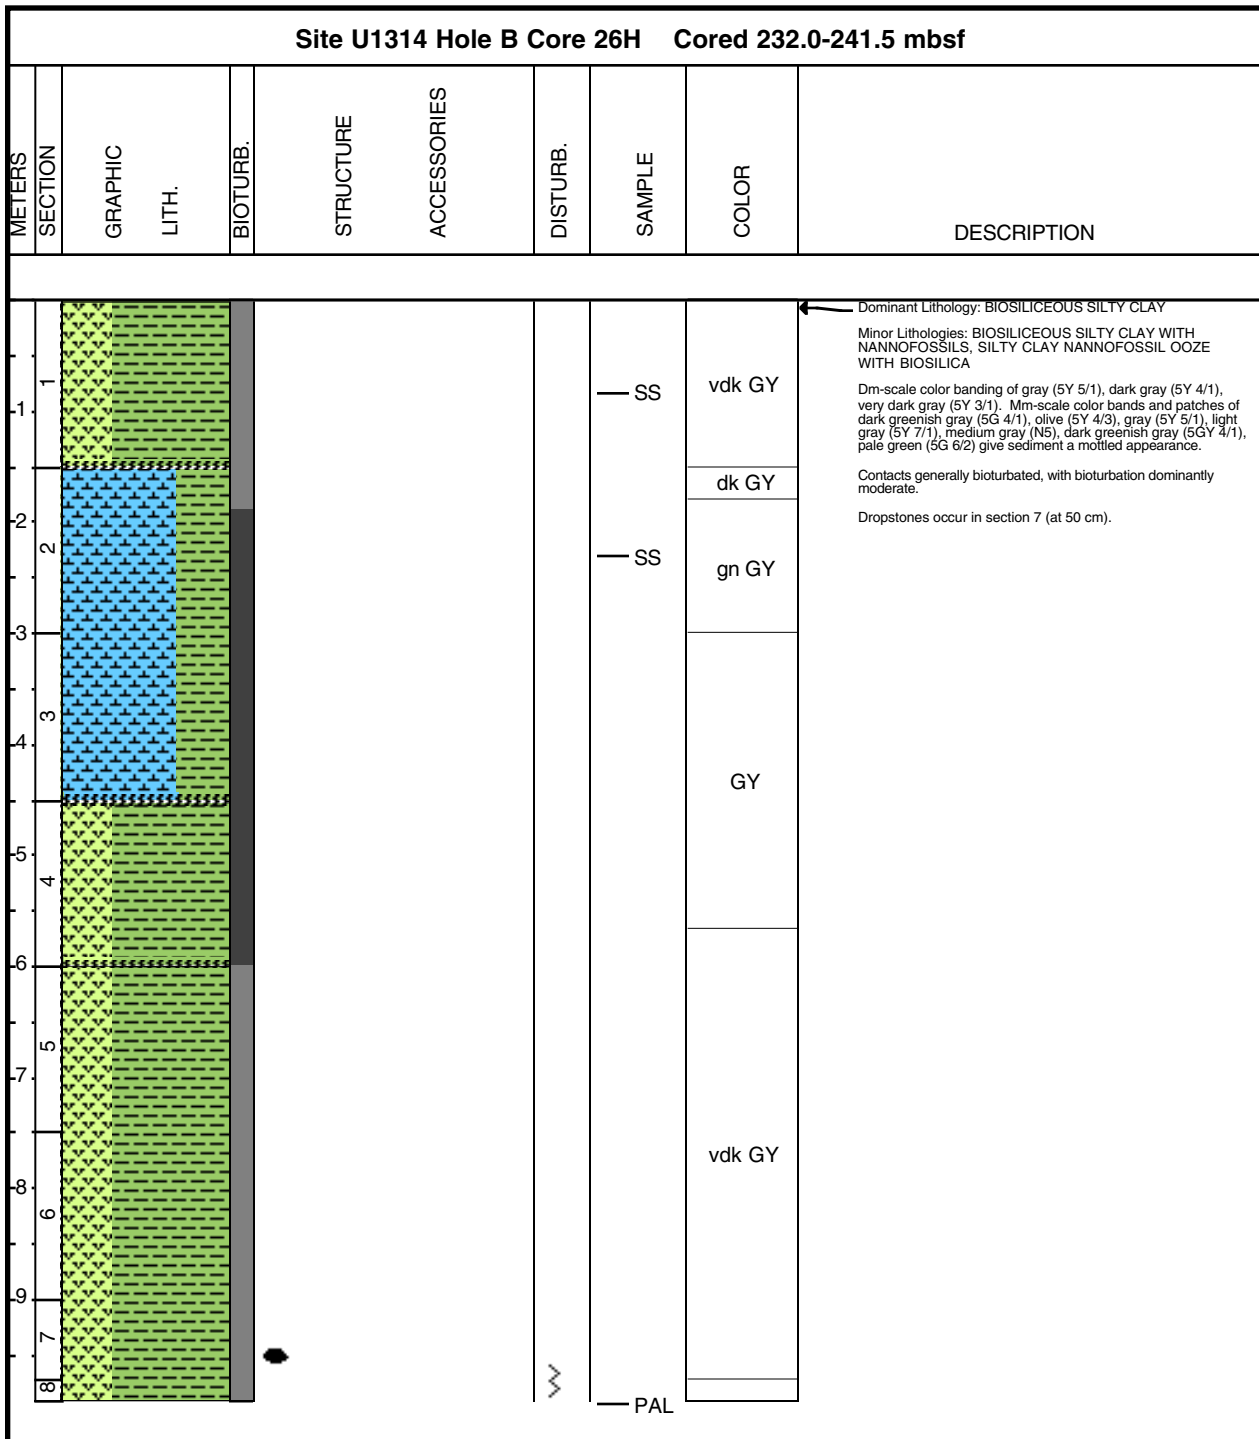 Site U1314 Hole B Core 26H    Cored 232.0-241.5 mbsf
METERS
SECTION
GRAPHIC
LITH.
BIOTURB.
STRUCTURE
ACCESSORIES
DISTURB.
SAMPLE
COLOR
DESCRIPTION
Dominant Lithology: BIOSILICEOUS SILTY CLAY
Minor Lithologies: BIOSILICEOUS SILTY CLAY WITH
NANNOFOSSILS, SILTY CLAY NANNOFOSSIL OOZE
WITH BIOSILICA
Dm-scale color banding of gray (5Y 5/1), dark gray (5Y 4/1),
very dark gray (5Y 3/1).  Mm-scale color bands and patches of
dark greenish gray (5G 4/1), olive (5Y 4/3), gray (5Y 5/1), light
gray (5Y 7/1), medium gray (N5), dark greenish gray (5GY 4/1),
pale green (5G 6/2) give sediment a mottled appearance.
Contacts generally bioturbated, with bioturbation dominantly
moderate.
Dropstones occur in section 7 (at 50 cm).
1
2
3
4
5
6
7
8
9
1
2
3
4
5
6
7
8
SS
SS
PAL
vdk GY
dk GY
gn GY
GY
vdk GY